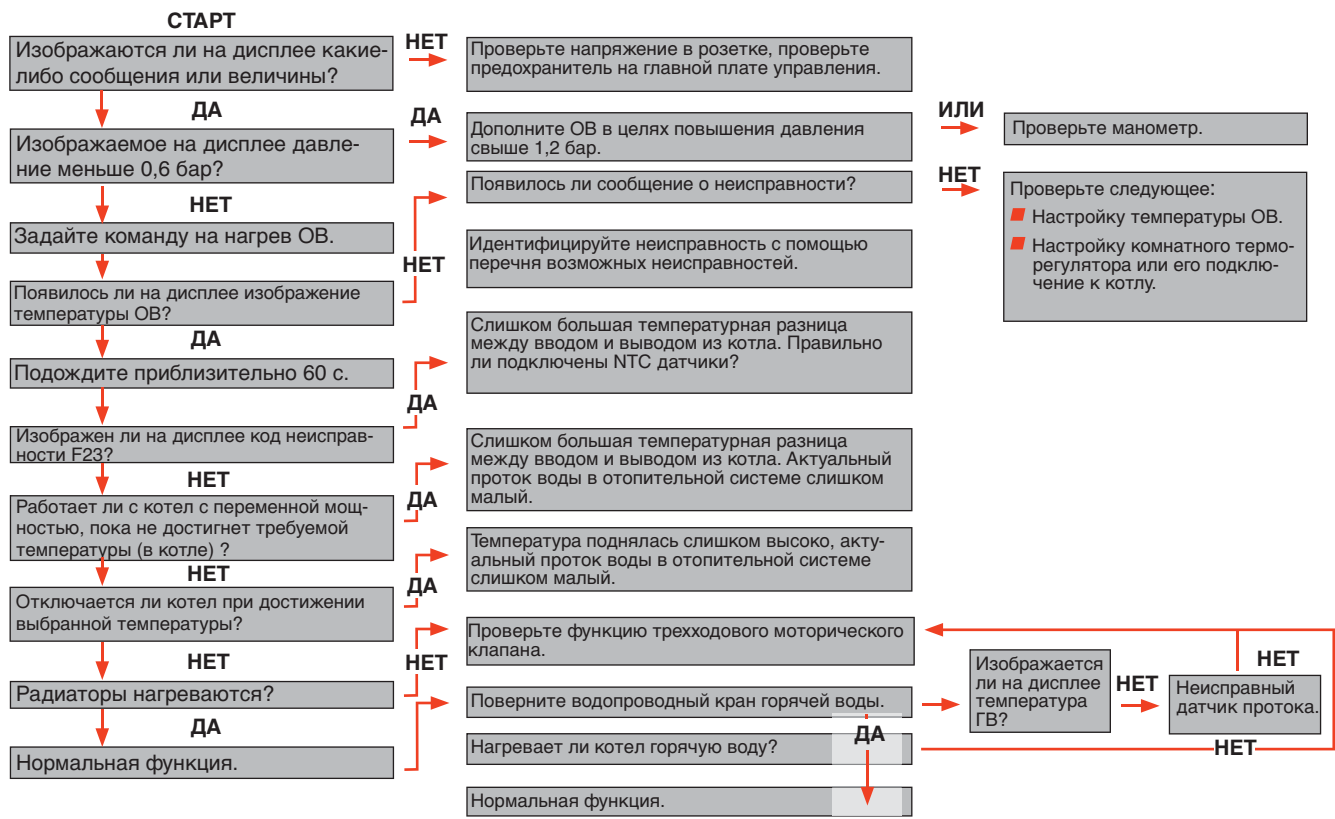 СТАРТ
Изображаются ли на дисплее какие-
либо сообщения или величины?
НЕТ
Проверьте напряжение в розетке, проверьте
предохранитель на главной плате управления.
ДА
Изображаемое на дисплее давле-
ние меньше 0,6 бар?
ДА
Дополните ОВ в целях повышения давления
свыше 1,2 бар.
ИЛИ
Проверьте манометр.
НЕТ
Задайте команду на нагрев ОВ.
Появилось ли на дисплее изображение
температуры ОВ?
НЕТ
Появилось ли сообщение о неисправности?
НЕТ
Проверьте следующее:
Настройку температуры ОВ.
Настройку комнатного термо-
регулятора или его подклю-
чение к котлу.
Идентифицируйте неисправность с помощью
перечня возможных неисправностей.
ДА
Подождите приблизительно 60 с.
Изображен ли на дисплее код неисправ-
ности F23?
ДА
Слишком большая температурная разница
между вводом и выводом из котла. Правильно
ли подключены NTC датчики?
НЕТ
Работает ли с котел с переменной мощ-
ностью, пока не достигнет требуемой
температуры (в котле) ?
ДА
Слишком большая температурная разница
между вводом и выводом из котла. Актуальный
проток воды в отопительной системе слишком
малый.
НЕТ
Отключается ли котел при достижении
выбранной температуры?
ДА
Температура поднялась слишком высоко, акту-
альный проток воды в отопительной системе
слишком малый.
НЕТ
Радиаторы нагреваются?
НЕТ
Проверьте функцию трехходового моторического
клапана.
ДА
Нормальная функция.
Поверните водопроводный кран горячей воды.
Изображается
ли на дисплее
температура
ГВ?
НЕТ
Неисправный
датчик протока.
НЕТ
Нагревает ли котел горячую воду?
ДА
НЕТ
Нормальная функция.